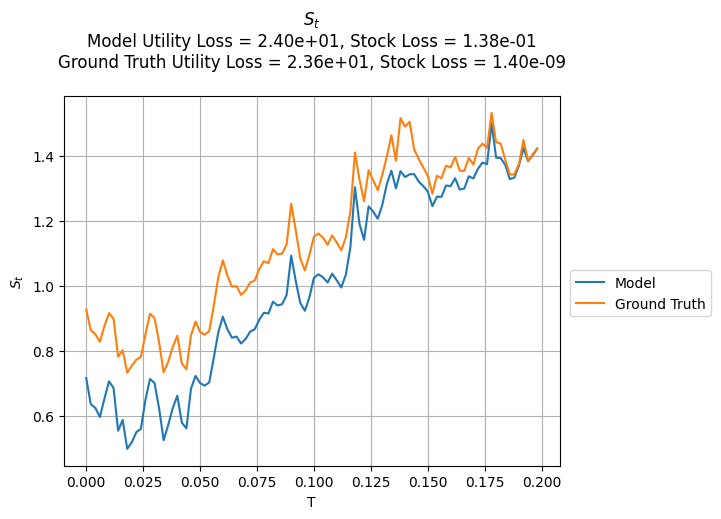 $S_t$
Model Utility Loss = 2.40e+01, Stock Loss = 1.38e-01
Ground Truth Utility Loss = 2.36e+01, Stock Loss = 1.40e-09
1.4
1.2
1.0
0.8
0.6
$S_t$
Model
Ground Truth
0.000 0.025 0.050 0.075 0.100 0.125 0.150 0.175 0.200
T